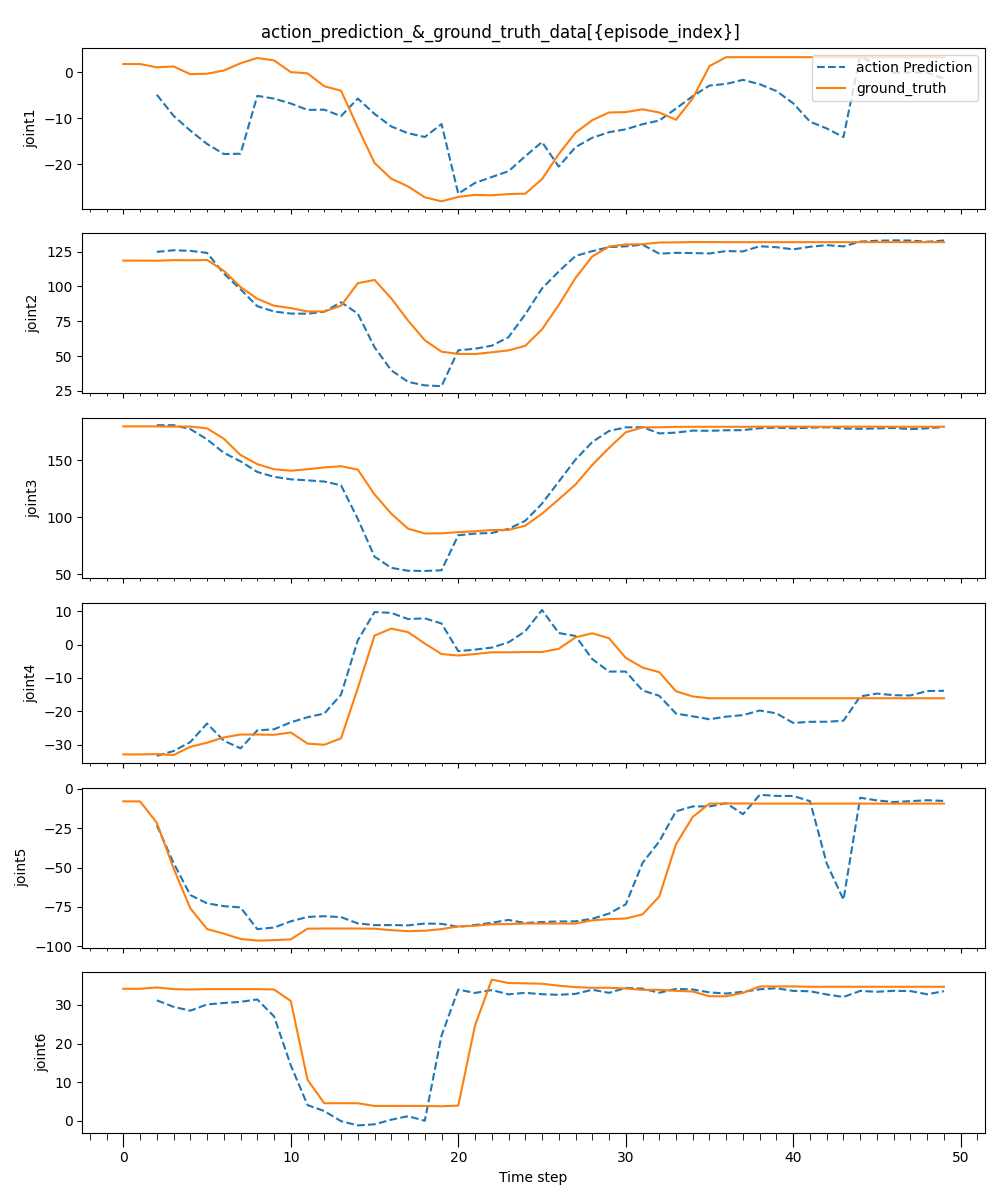 action_prediction_&_ground_truth_data[{episode_index}]
action Prediction
ground_truth
joint1
0
−10
−20
joint2
125
100
75
50
25
joint3
150
100
50
joint4
10
0
−10
−20
−30
joint5
0
−25
−50
−75
−100
joint6
30
20
10
0
0 10 20 30 40 50
Time step